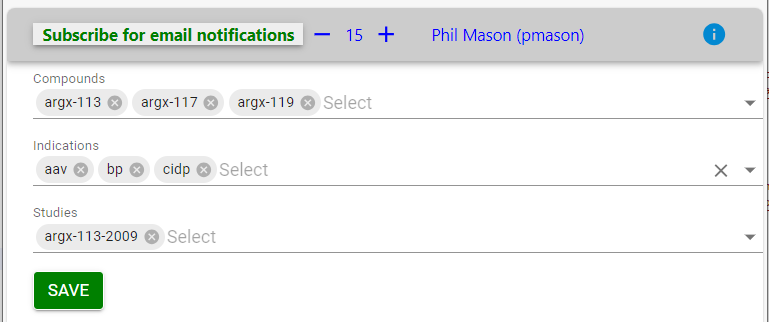 Subscribe for email notifications − 15 + Phil Mason (pmason) i
Compounds
argx-113 argx-117 argx-119 Select
Indications
aav bp cidp Select
Studies
argx-113-2009 Select
SAVE